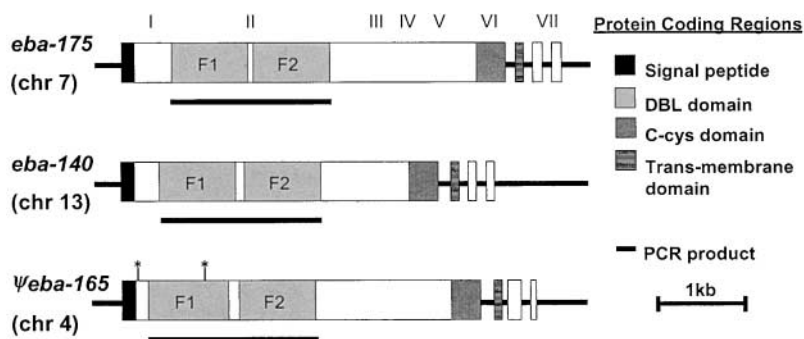 I II III IV V VI VII
eba-175
(chr 7)
F1 F2
eba-140
(chr 13)
F1 F2
Ψeba-165
(chr 4)
* *
F1 F2
Protein Coding Regions
Signal peptide
DBL domain
C-cys domain
Trans-membrane
domain
PCR product
1kb